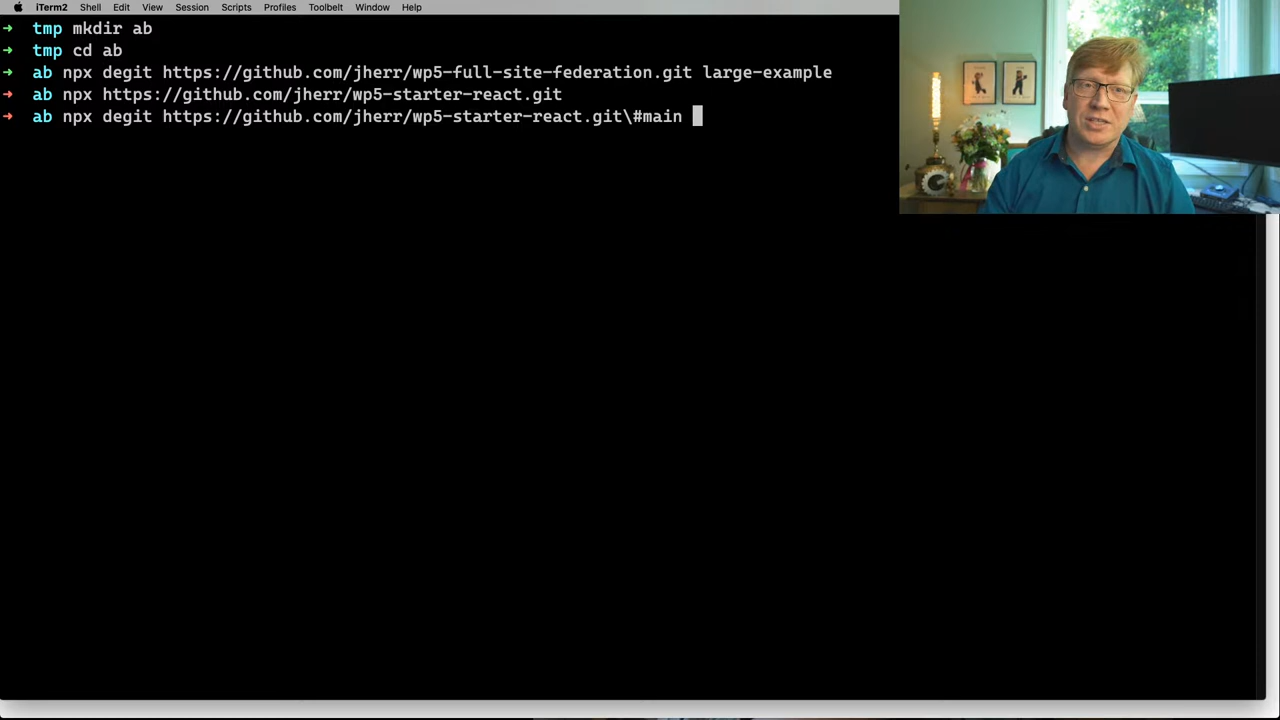 iTerm2 Shell Edit View Session Scripts Profiles Toolbelt Window Help
➜ tmp mkdir ab
➜ tmp cd ab
➜ ab npx degit https://github.com/jherr/wp5-full-site-federation.git large-example
➜ ab npx https://github.com/jherr/wp5-starter-react.git
➜ ab npx degit https://github.com/jherr/wp5-starter-react.git\#main